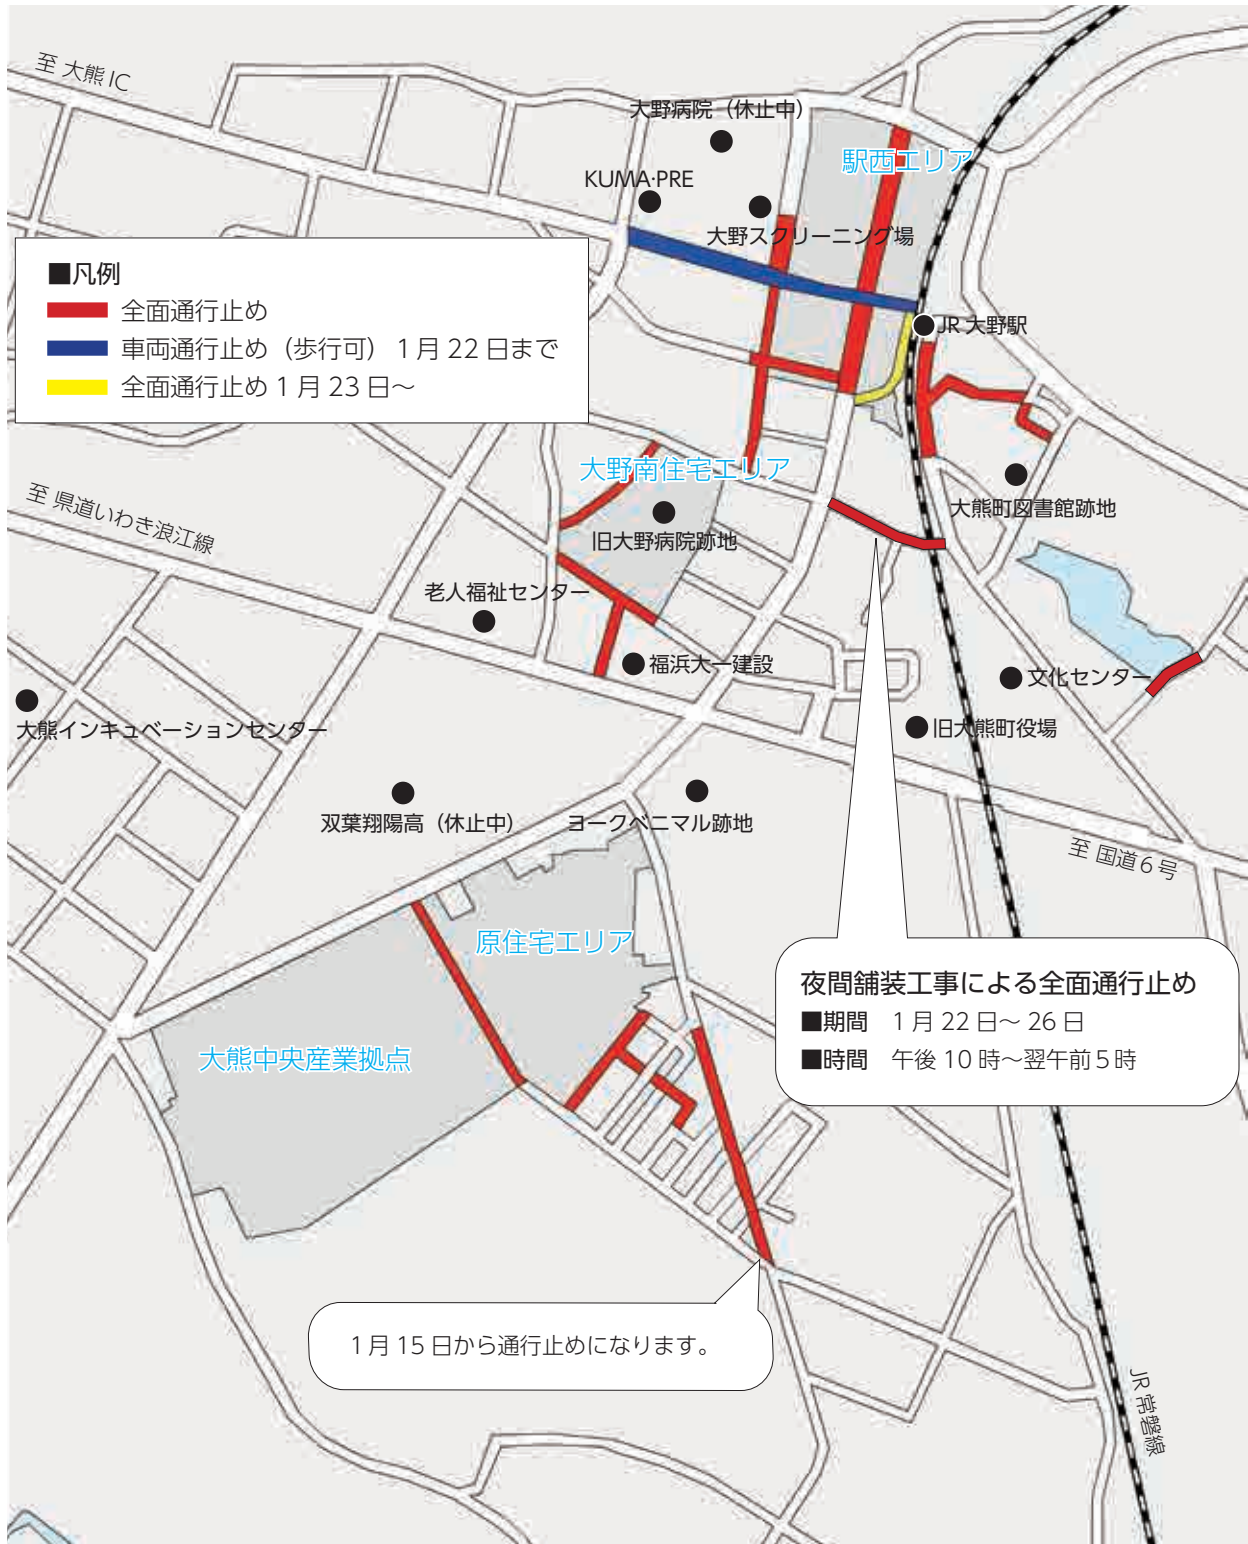 至 大熊IC
大野病院（休止中）
駅西エリア
KUMA・PRE
大野スクリーニング場
■凡例
全面通行止め
車両通行止め（歩行可）１月 22 日まで
全面通行止め １月 23 日～
JR 大野駅
大野南住宅エリア
大熊町図書館跡地
至 県道いわき浪江線
旧大野病院跡地
老人福祉センター
福浜大一建設
文化センター
大熊インキュベーションセンター
旧大熊町役場
双葉翔陽高（休止中）
ヨークベニマル跡地
至 国道６号
原住宅エリア
夜間舗装工事による全面通行止め
■期間 １月 22 日～ 26 日
■時間 午後 10 時～翌午前５時
大熊中央産業拠点
１月 15 日から通行止めになります。
JR 常磐線